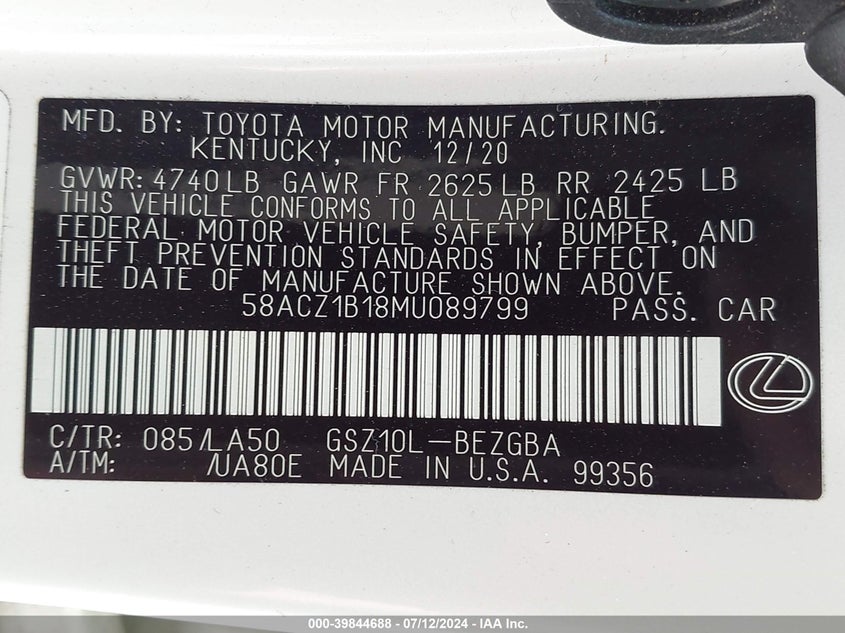 MFD. BY: TOYOTA MOTOR MANUFACTURING.
KENTUCKY, INC 12/20
GVWR: 4740LB GAWR FR 2625LB RR 2425 LB
THIS VEHICLE CONFORMS TO ALL APPLICABLE
FEDERAL MOTOR VEHICLE SAFETY, BUMPER, AND
THEFT PREVENTION STANDARDS IN EFFECT ON
THE DATE OF MANUFACTURE SHOWN ABOVE.
58ACZ1B18MU089799 PASS. CAR
C/TR: 085/LA50 GSZ10L-BEZGBA
A/TM: /UA80E MADE IN U.S.A. 99356
000-39844688 - 07/12/2024 - IAA Inc.